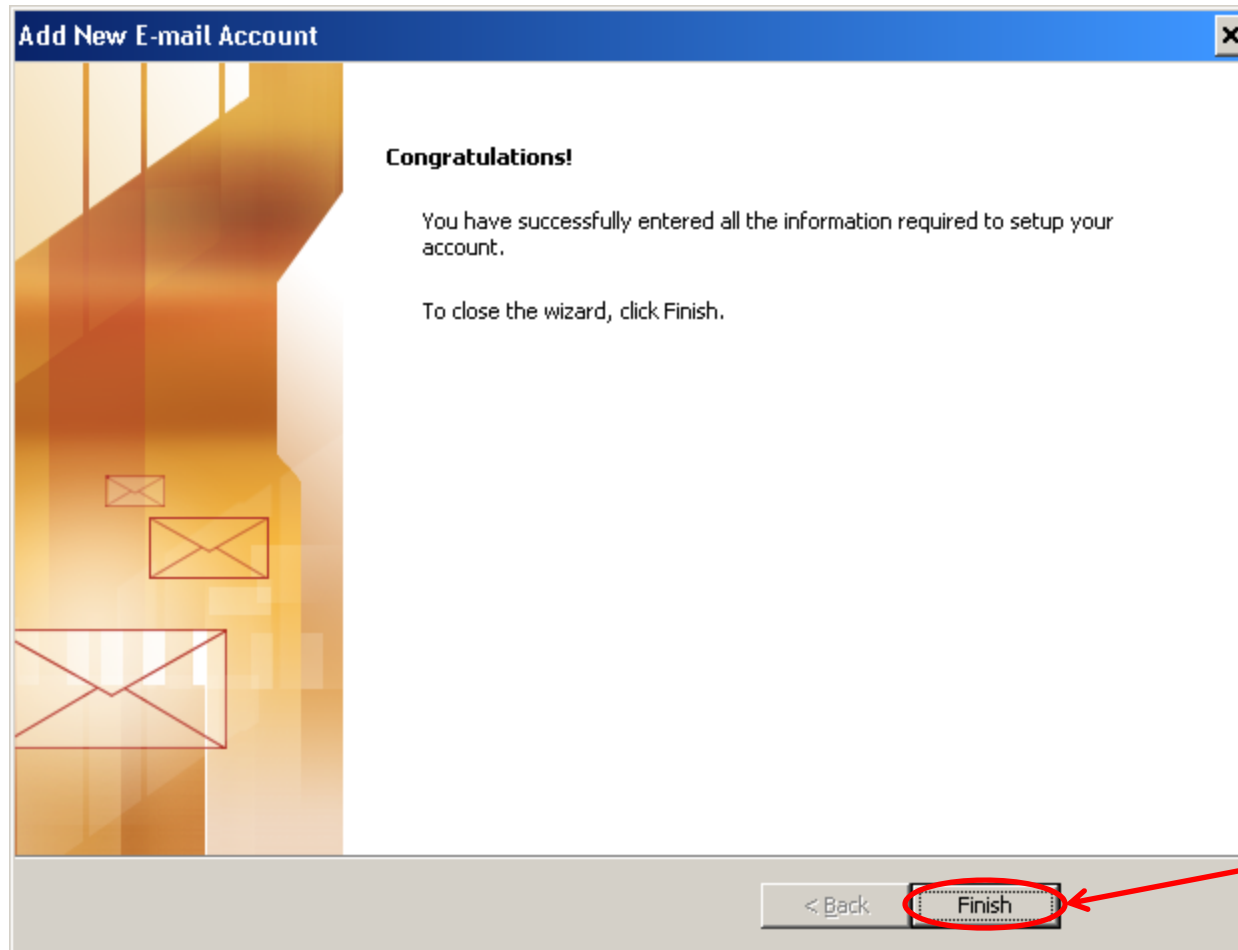 Add New E-mail Account
Congratulations!
You have successfully entered all the information required to setup your
account.
To close the wizard, click Finish.
< Back
Finish